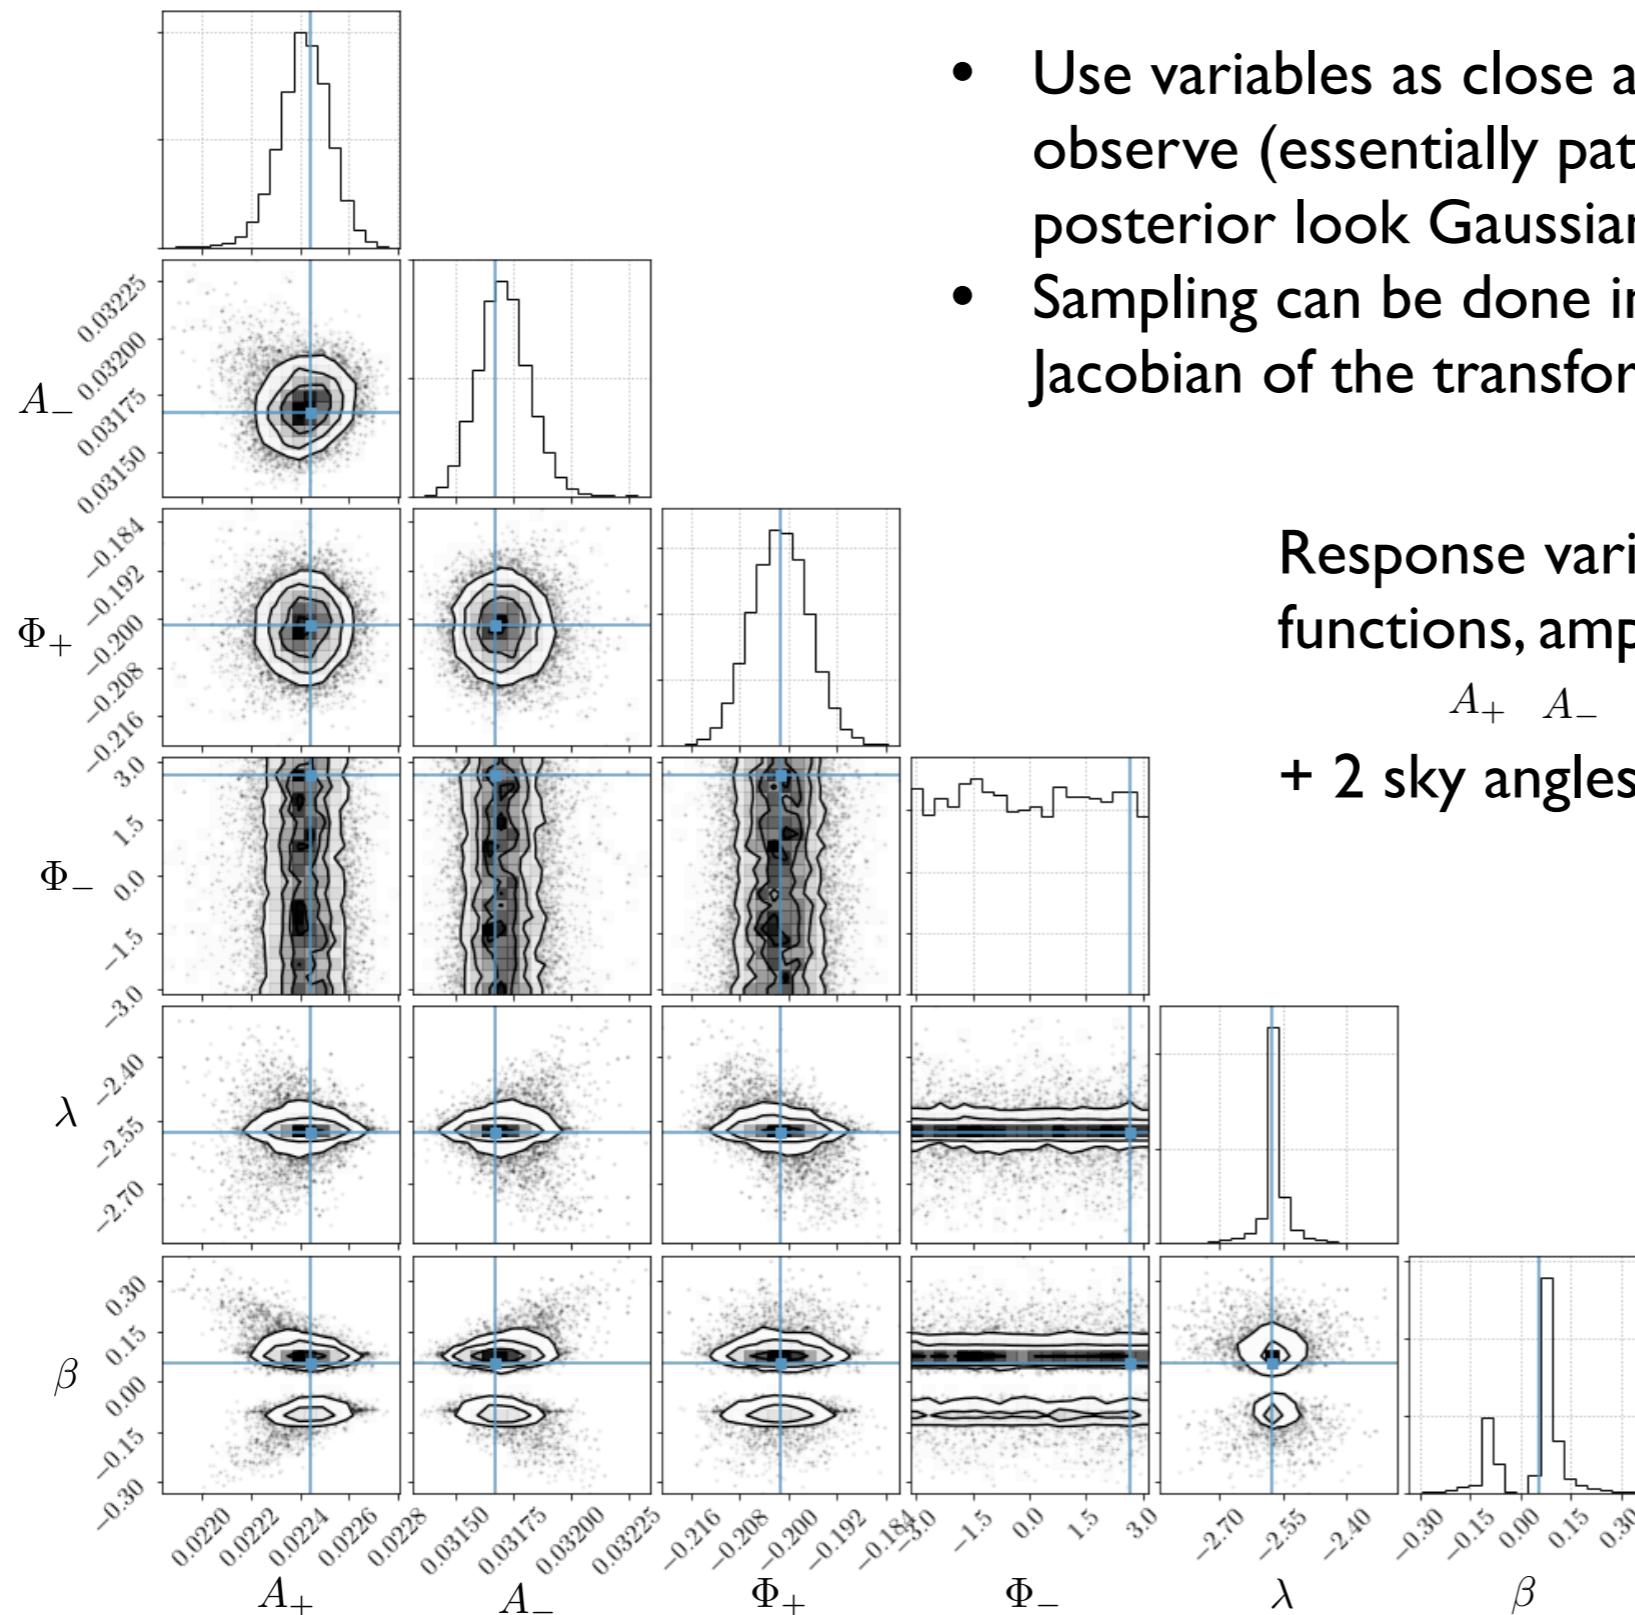 • Use variables as close a
observe (essentially pat
posterior look Gaussian
• Sampling can be done in
Jacobian of the transfor
Response vari
functions, amp
A₊ A₋
+ 2 sky angles
A₋
0.03225
0.03200
0.03175
0.03150
Φ₊
−0.184
−0.192
−0.200
−0.208
−0.216
Φ₋
3.0
1.5
0.0
−1.5
−3.0
λ
−2.40
−2.55
−2.70
β
0.30
0.15
0.00
−0.15
−0.30
0.0220 0.0222 0.0224 0.0226 0.0228 0.03150 0.03175 0.03200 0.03225 −0.216 −0.208 −0.200 −0.192 −0.184 −3.0 −1.5 0.0 1.5 3.0 −2.70 −2.55 −2.40 −0.30 −0.15 0.00 0.15 0.30
A₊ A₋ Φ₊ Φ₋ λ β